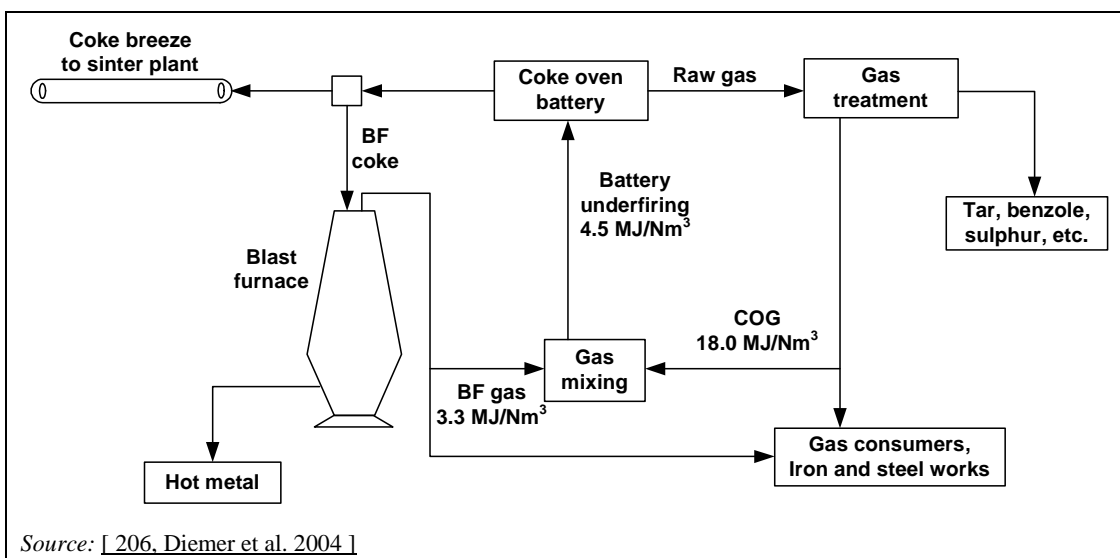 Coke breeze
to sinter plant
Coke oven
battery
Raw gas
Gas
treatment
BF
coke
Battery
underfiring
4.5 MJ/Nm³
Tar, benzole,
sulphur, etc.
Blast
furnace
COG
18.0 MJ/Nm³
Gas
mixing
BF gas
3.3 MJ/Nm³
Gas consumers,
Iron and steel works
Hot metal
Source: [ 206, Diemer et al. 2004 ]